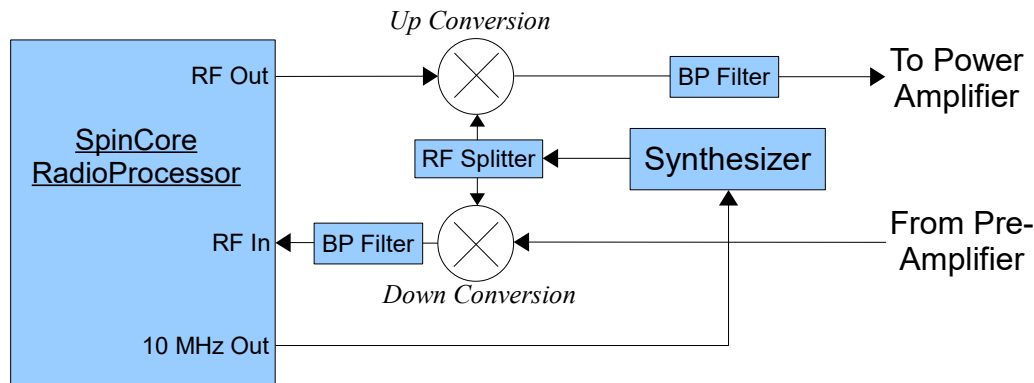 Up Conversion
RF Out
BP Filter
To Power
Amplifier
SpinCore
RadioProcessor
RF Splitter
Synthesizer
RF In
BP Filter
From Pre-
Amplifier
Down Conversion
10 MHz Out